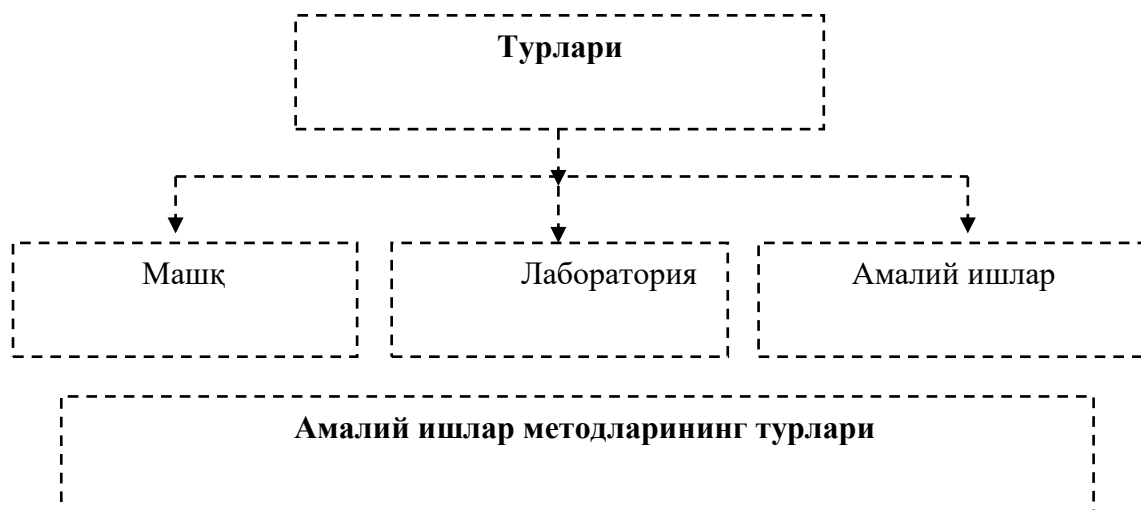 Турлари
Машқ
Лаборатория
Амалий ишлар
Амалий ишлар методларининг турлари